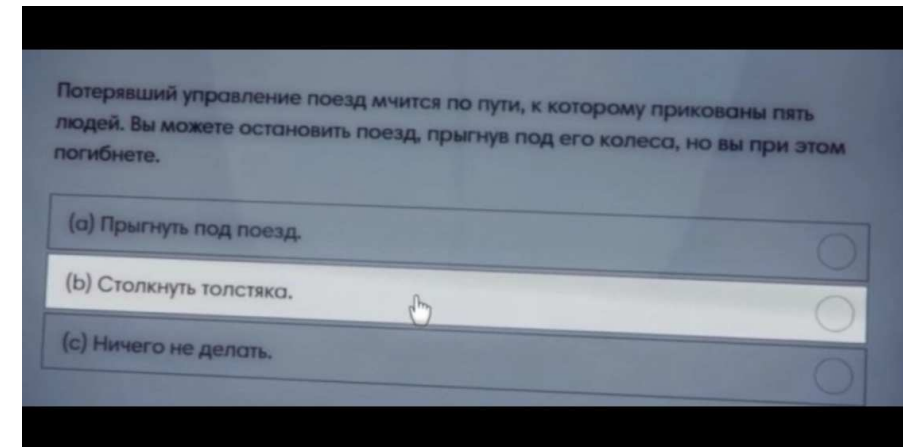 Потерявший управление поезд мчится по пути, к которому прикованы пять
людей. Вы можете остановить поезд, прыгнув под его колеса, но вы при этом
погибнете.
(a) Прыгнуть под поезд.
(b) Столкнуть толстяка.
(c) Ничего не делать.